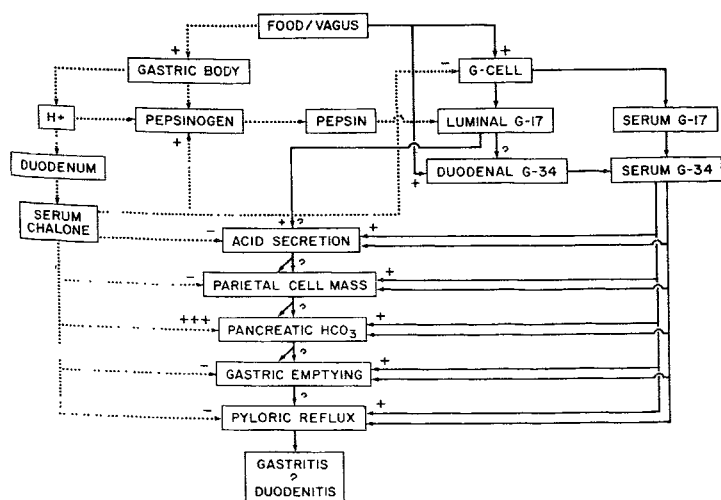 FOOD/VAGUS
+
+
GASTRIC BODY
−
G-CELL
H+
PEPSINOGEN
PEPSIN
LUMINAL G-17
SERUM G-17
+
?
DUODENUM
+
DUODENAL G-34
SERUM G-34
SERUM
CHALONE
+
?
−
ACID SECRETION
+
?
−
PARIETAL CELL MASS
+
?
+++
PANCREATIC HCO3
+
?
−
GASTRIC EMPTYING
+
?
−
PYLORIC REFLUX
+
GASTRITIS
?
DUODENITIS